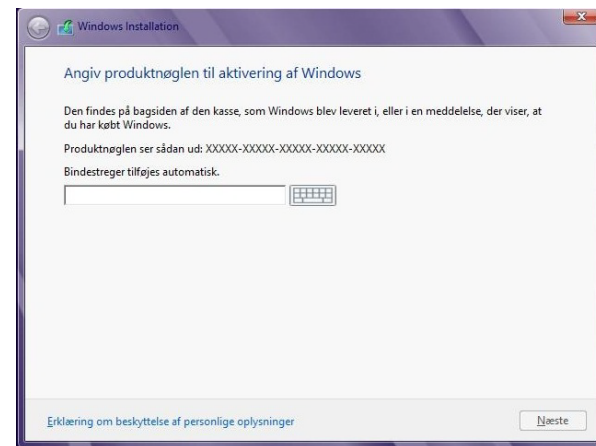 Windows Installation
Angiv produktnøglen til aktivering af Windows
Den findes på bagsiden af den kasse, som Windows blev leveret i, eller i en meddelelse, der viser, at
du har købt Windows.
Produktnøglen ser sådan ud: XXXXX-XXXXX-XXXXX-XXXXX-XXXXX
Bindestreger tilføjes automatisk.
Erklæring om beskyttelse af personlige oplysninger
Næste